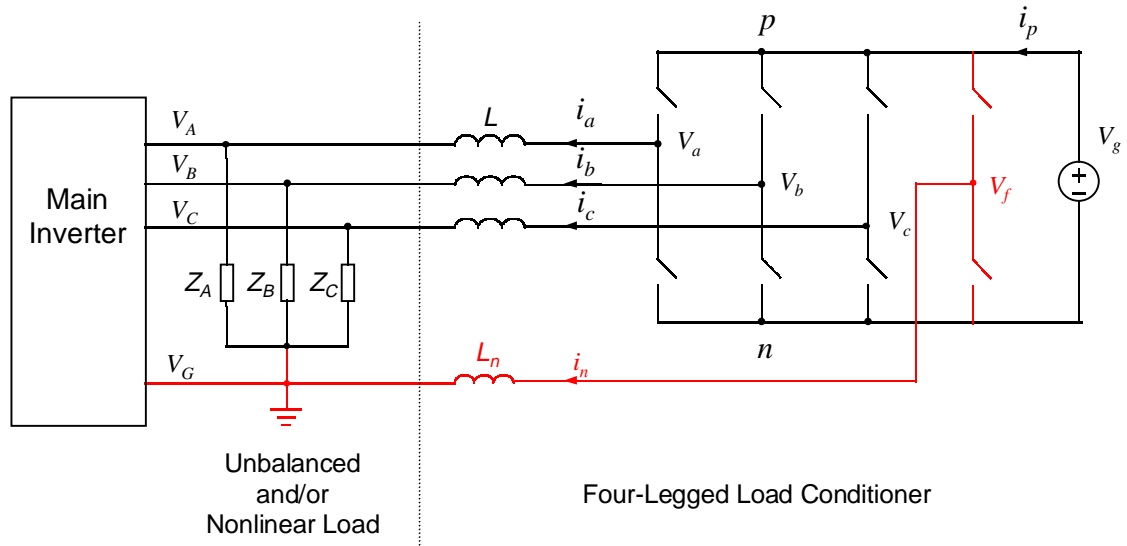 p
i_p
V_A
L
i_a
V_a
V_g
V_B
i_b
V_b
V_f
Main
Inverter
V_C
i_c
V_c
Z_A
Z_B
Z_C
n
V_G
L_n
i_n
Unbalanced
and/or
Nonlinear Load
Four-Legged Load Conditioner